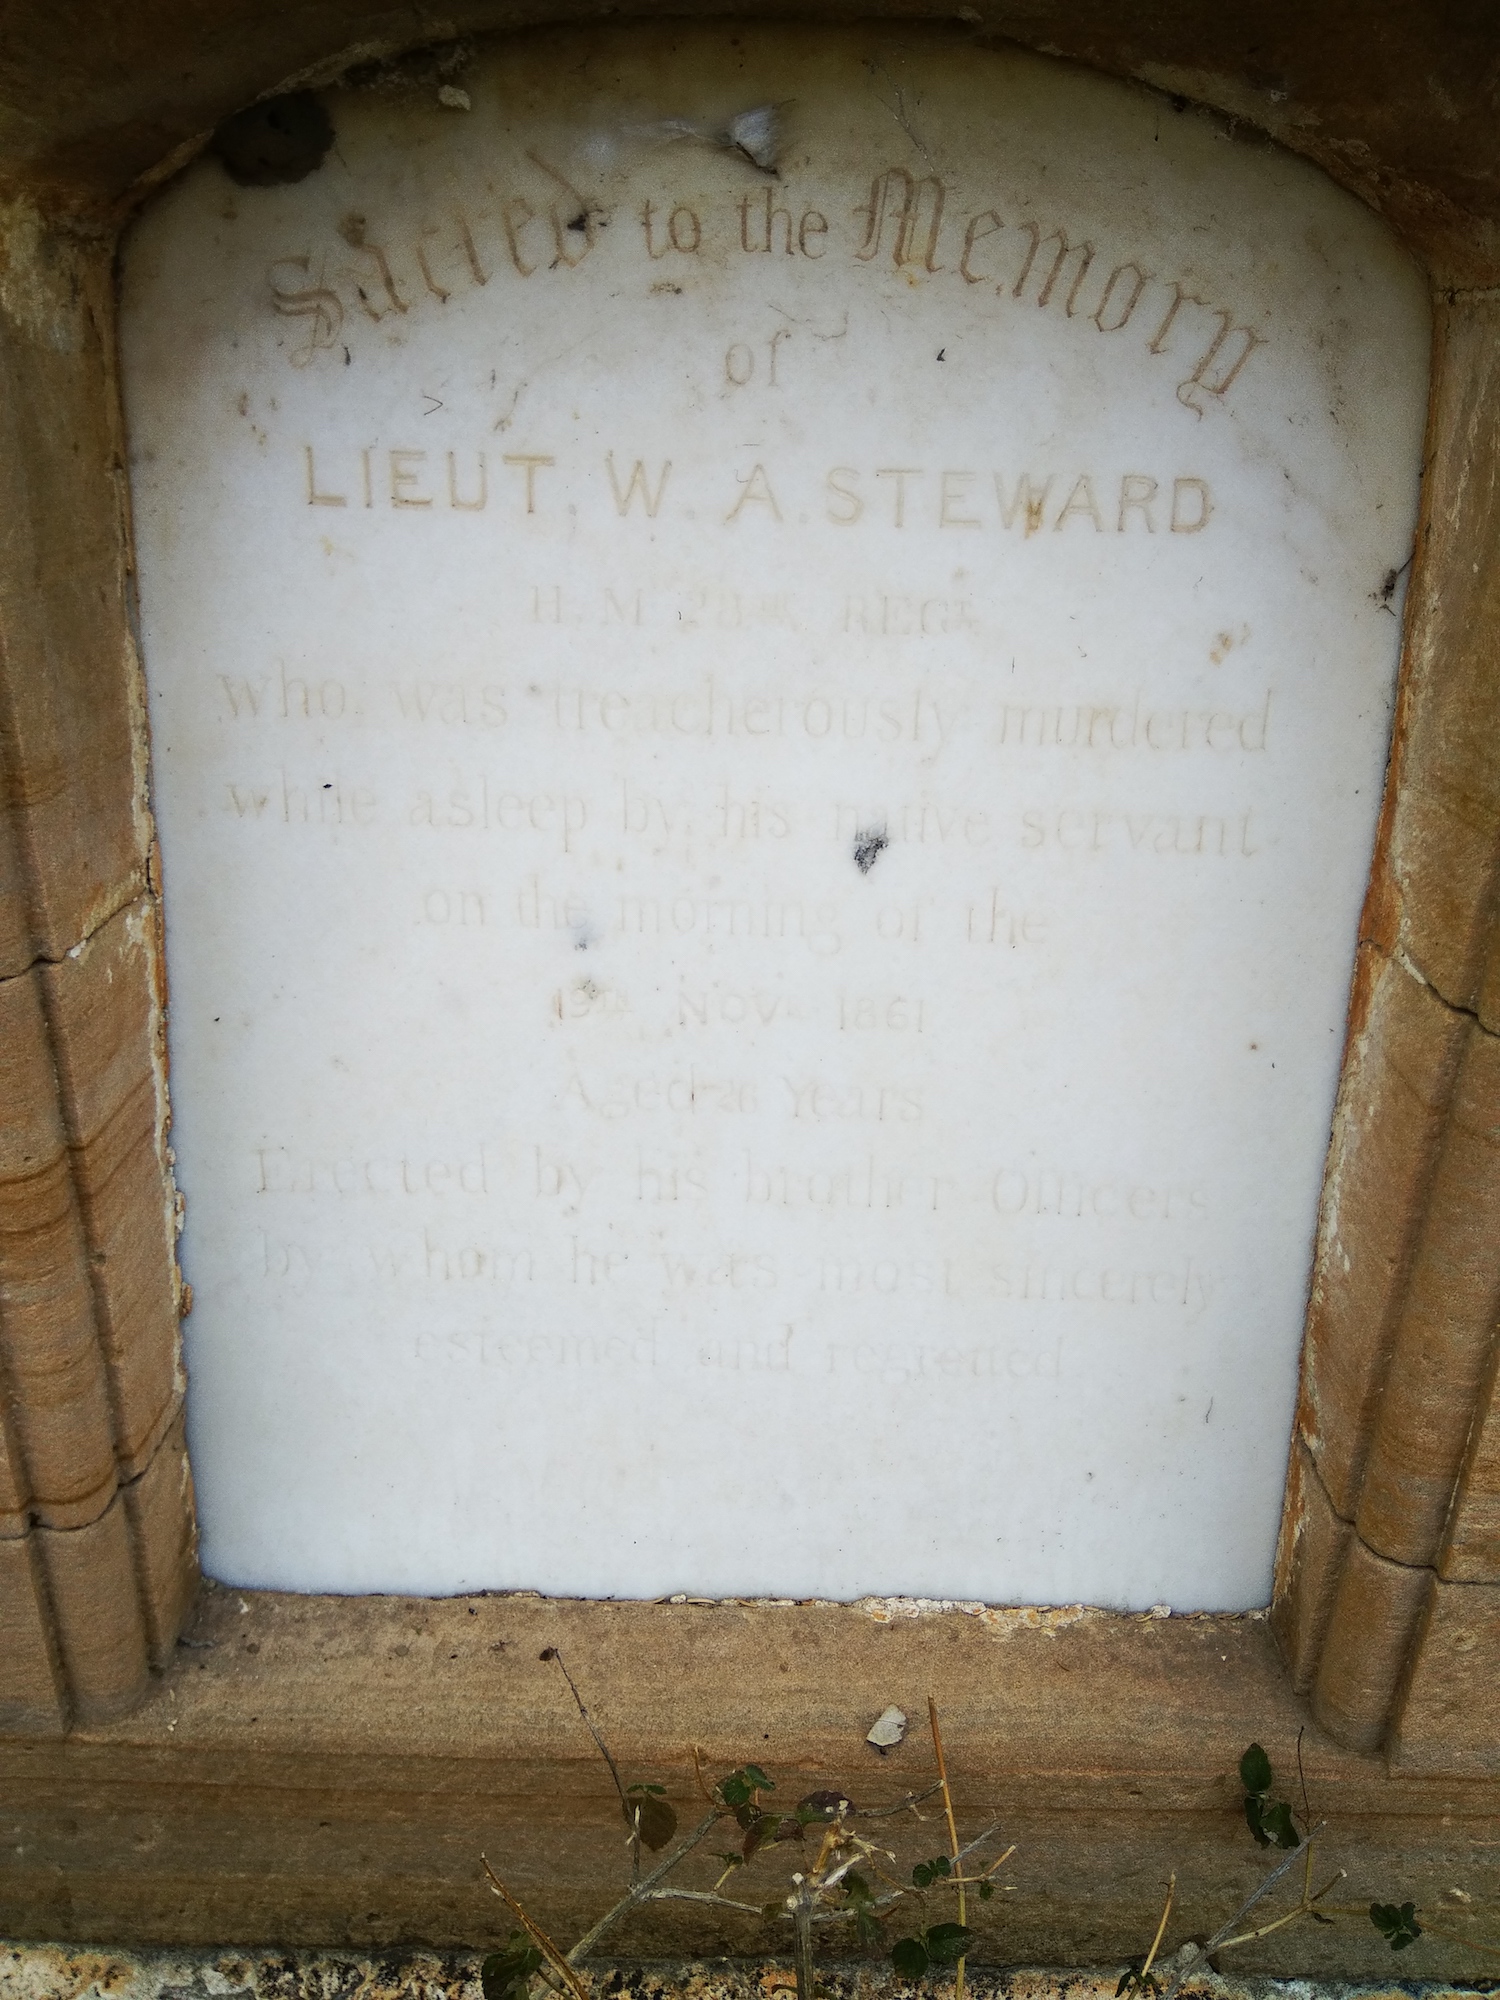 Sacred to the Memory
of
LIEUT. W. A. STEWARD
H. M. 28th REGt
who was treacherously murdered
while asleep by his native servant
on the morning of the
19th NOV. 1861
Aged 26 Years
Erected by his brother Officers
by whom he was most sincerely
esteemed and regretted